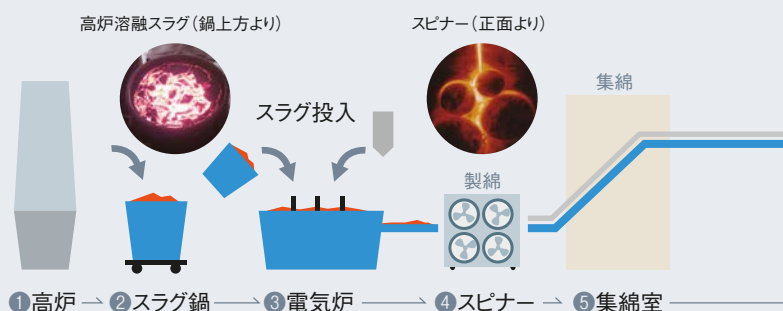 高炉溶融スラグ（鍋上方より）
スピナー（正面より）
スラグ投入
集綿
製綿
❶高炉
❷スラグ鍋
❸電気炉
❹スピナー
❺集綿室